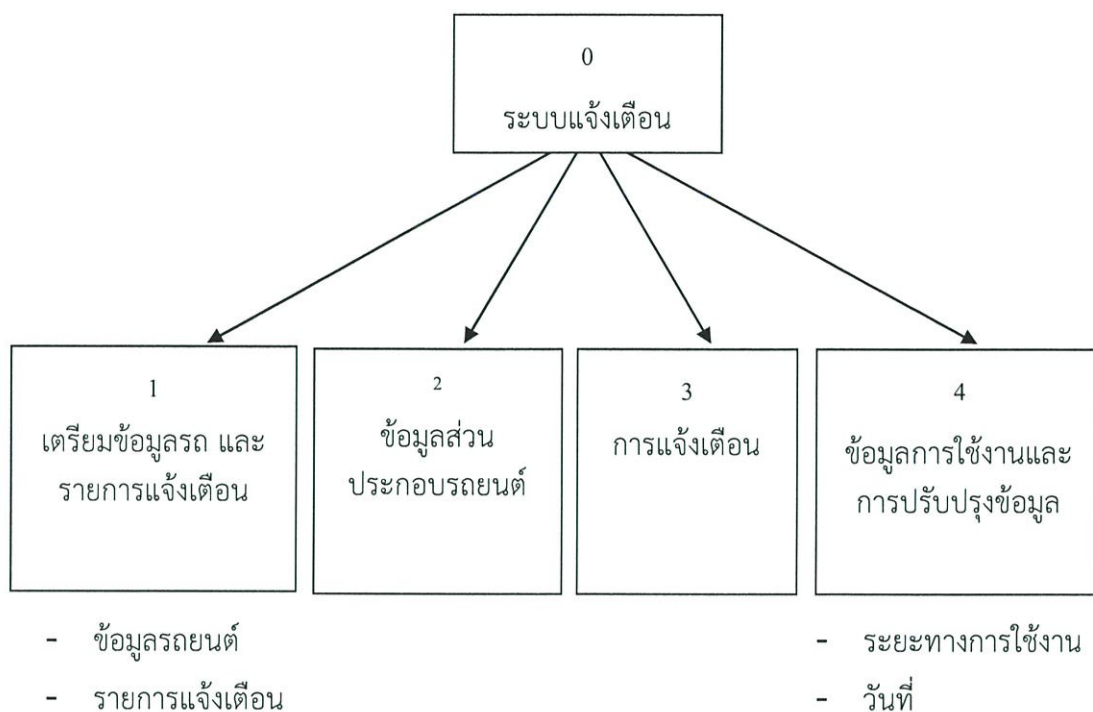 0
ระบบแจ้งเตือน
1
เตรียมข้อมูลรถ และ
รายการแจ้งเตือน
2
ข้อมูลส่วน
ประกอบรถยนต์
3
การแจ้งเตือน
4
ข้อมูลการใช้งานและ
การปรับปรุงข้อมูล
- ข้อมูลรถยนต์
- รายการแจ้งเตือน
- ระยะทางการใช้งาน
- วันที่